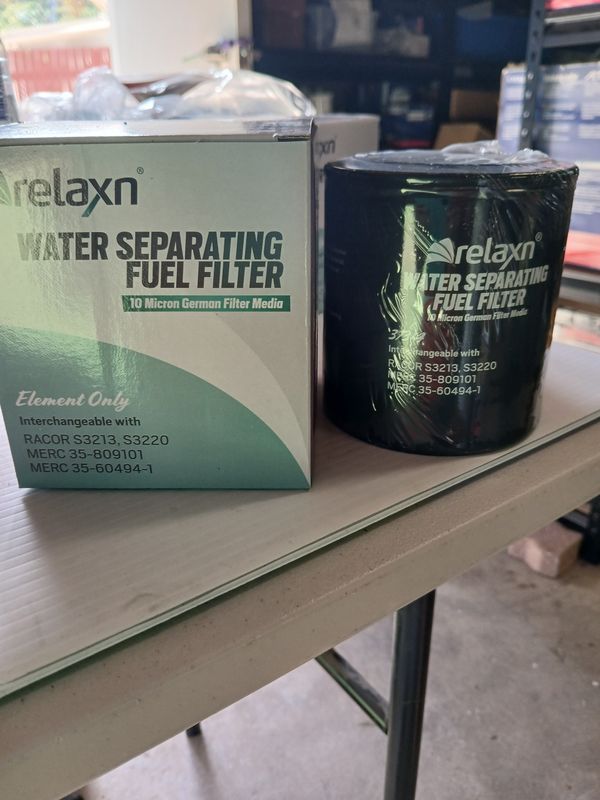 relaxn®
WATER SEPARATING
FUEL FILTER
10 Micron German Filter Media
Element Only
Interchangeable with
RACOR S3213, S3220
MERC 35-809101
MERC 35-60494-1
relaxn®
WATER SEPARATING
FUEL FILTER
10 Micron German Filter Media
Interchangeable with
RACOR S3213, S3220
MERC 35-809101
MERC 35-60494-1